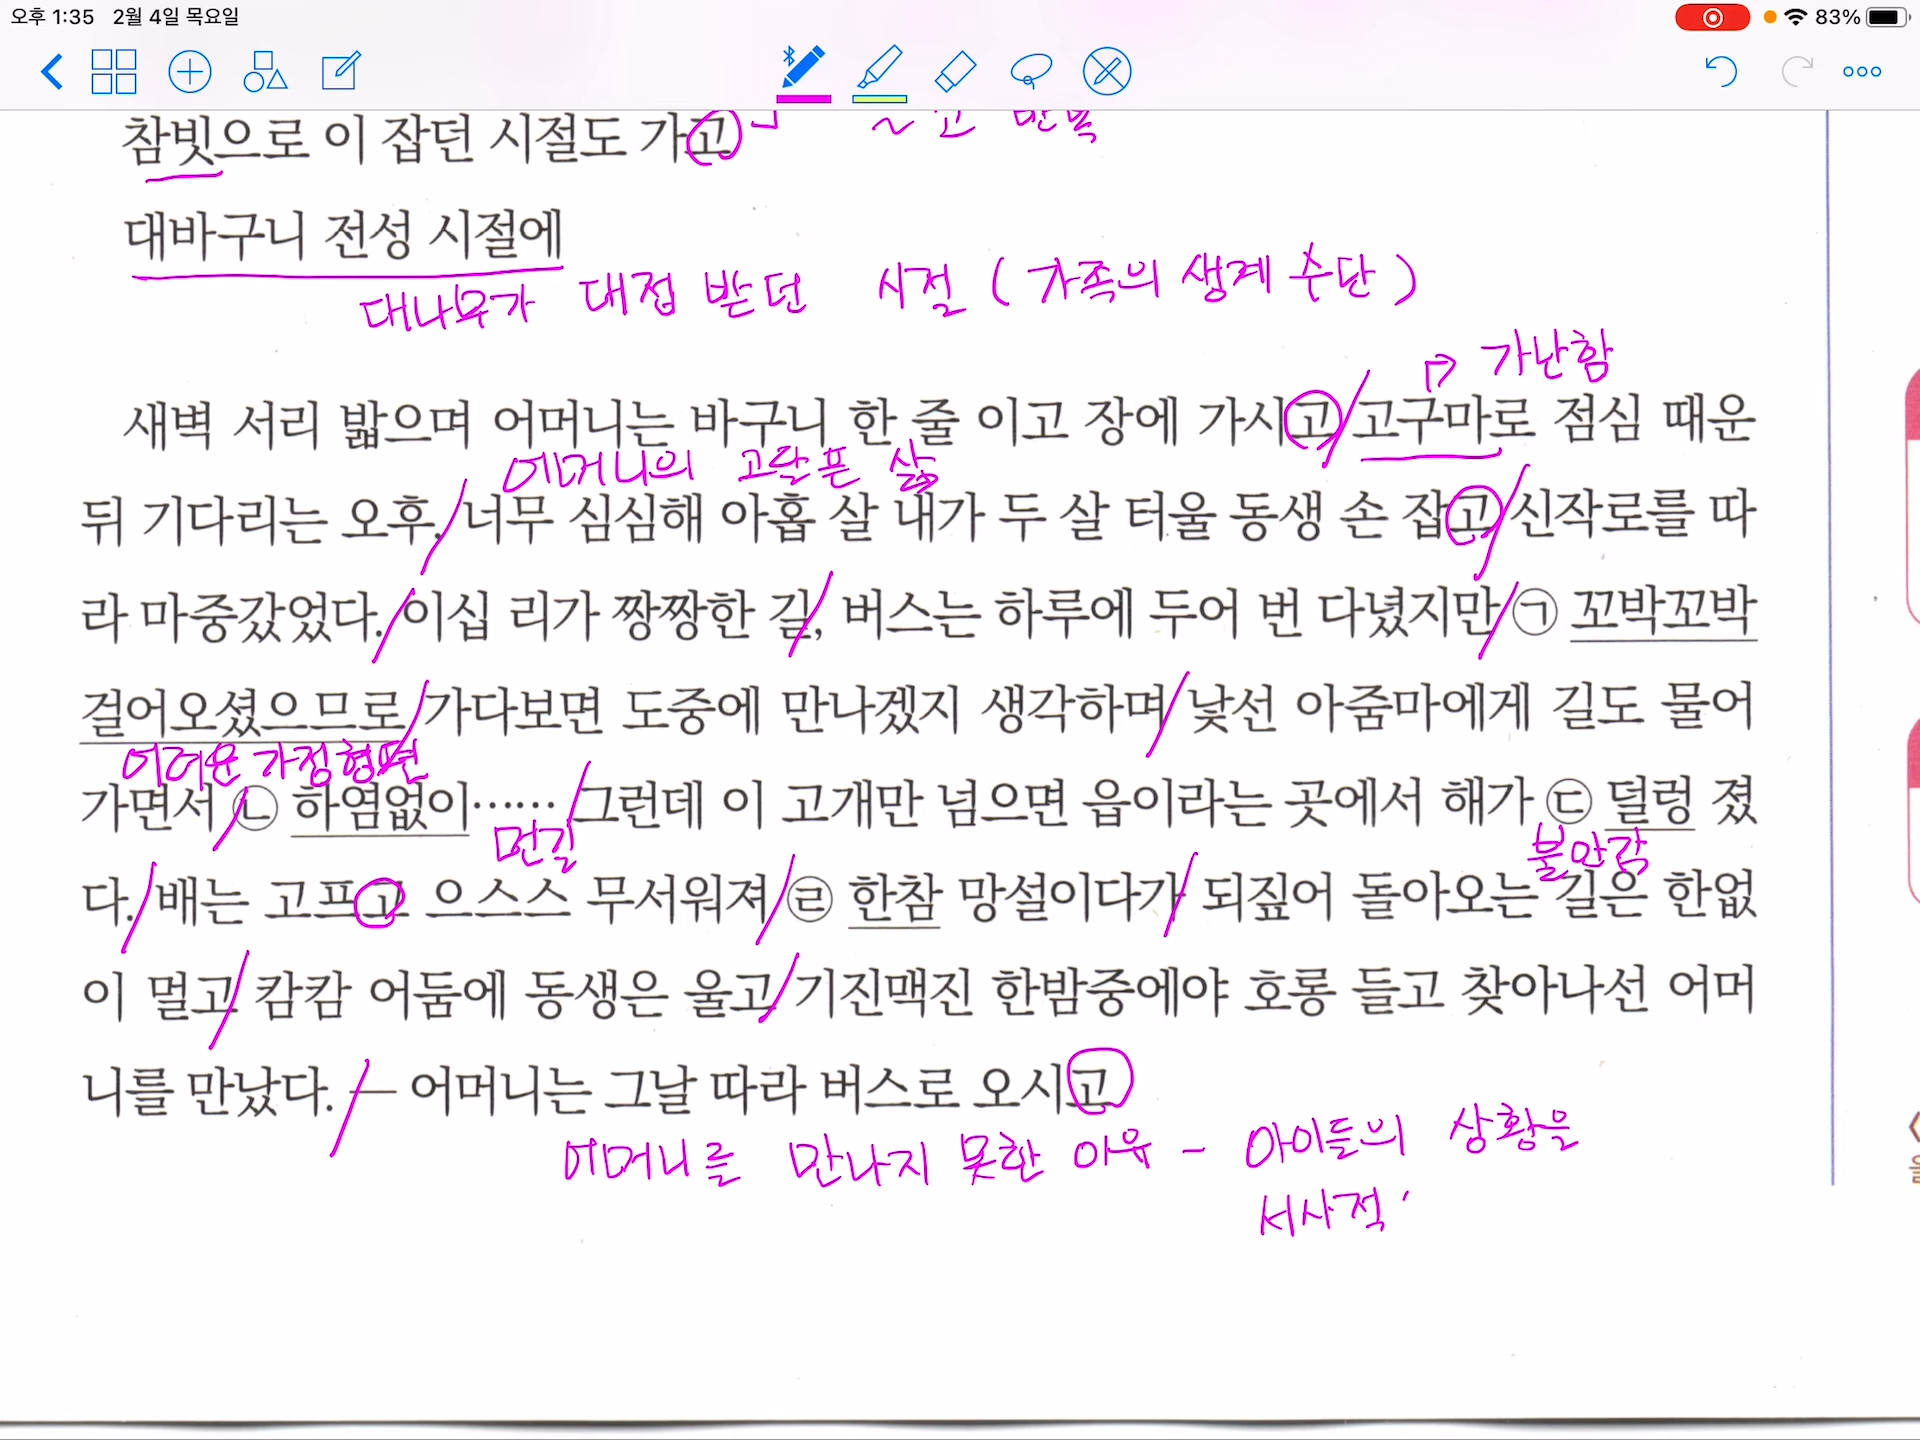 오후 1:35 2월 4일 목요일
83%
참빗으로 이 잡던 시절도 가고
대바구니 전성 시절에
대나무가 대접 받던 시절 (가족의 생계 수단)
가난함
새벽 서리 밟으며 어머니는 바구니 한 줄 이고 장에 가시고 고구마로 점심 때운
어머니의 고달픈 삶
뒤 기다리는 오후, 너무 심심해 아홉 살 내가 두 살 터울 동생 손 잡고 신작로를 따
라 마중갔었다. 이십 리가 짱짱한 길, 버스는 하루에 두어 번 다녔지만 ㉠ 꼬박꼬박
걸어오셨으므로 가다보면 도중에 만나겠지 생각하며 낯선 아줌마에게 길도 물어
어려운 가정형편
가면서 ㉡ 하염없이…… 그런데 이 고개만 넘으면 읍이라는 곳에서 해가 ㉢ 덜렁 졌
먼길
불안감
다. 배는 고프고 으스스 무서워져 ㉣ 한참 망설이다가 되짚어 돌아오는 길은 한없
이 멀고 캄캄 어둠에 동생은 울고 기진맥진 한밤중에야 호롱 들고 찾아나선 어머
니를 만났다. — 어머니는 그날 따라 버스로 오시고
어머니를 만나지 못한 이유 - 아이들의 상황을
서사적